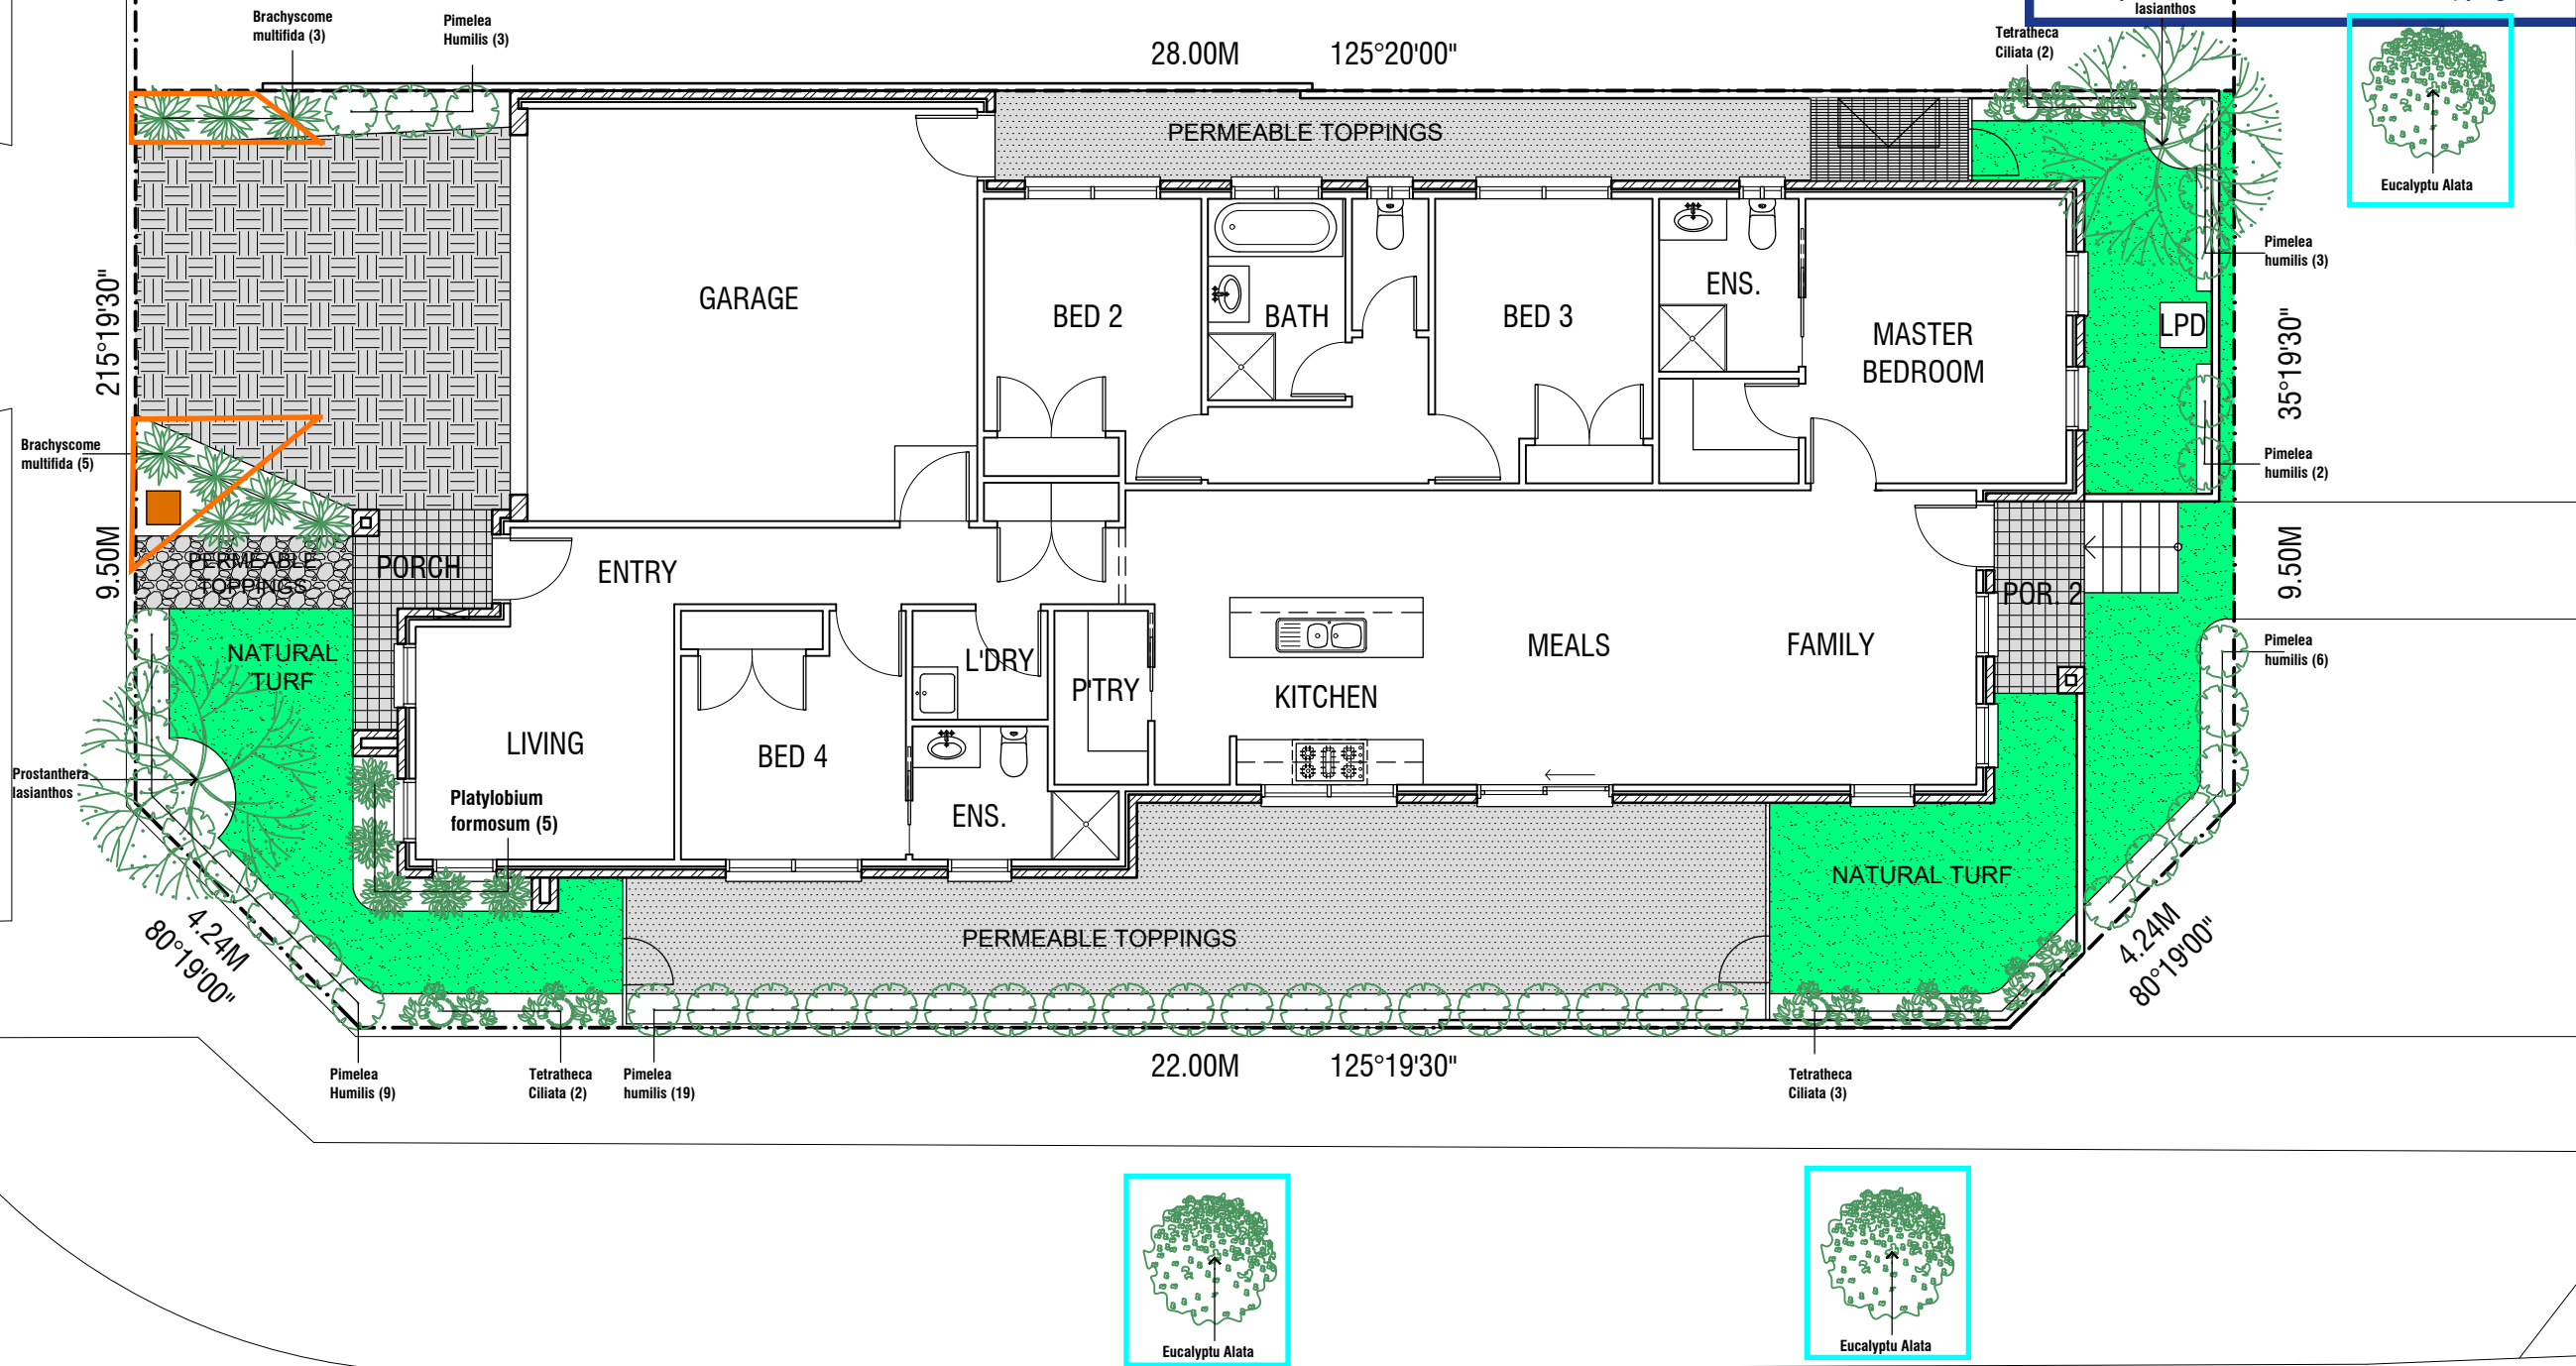 lasianthos
Brachyscome
multifida (3)
Pimelea
Humilis (3)
28.00M 125°20'00"
Tetratheca
Ciliata (2)
PERMEABLE TOPPINGS
Eucalyptu Alata
Pimelea
humilis (3)
215°19'30"
GARAGE
BED 2
BATH
BED 3
ENS.
MASTER
BEDROOM
LPD
35°19'30"
Brachyscome
multifida (5)
Pimelea
humilis (2)
9.50M
PERMEABLE
TOPPINGS
PORCH
ENTRY
POR. 2
9.50M
NATURAL
TURF
L'DRY
P'TRY
KITCHEN
MEALS
FAMILY
Pimelea
humilis (6)
LIVING
BED 4
ENS.
Prostanthera
lasianthos
Platylobium
formosum (5)
NATURAL TURF
PERMEABLE TOPPINGS
4.24M
80°19'00"
4.24M
80°19'00"
22.00M 125°19'30"
Pimelea
Humilis (9)
Tetratheca
Ciliata (2)
Pimelea
humilis (19)
Tetratheca
Ciliata (3)
Eucalyptu Alata
Eucalyptu Alata